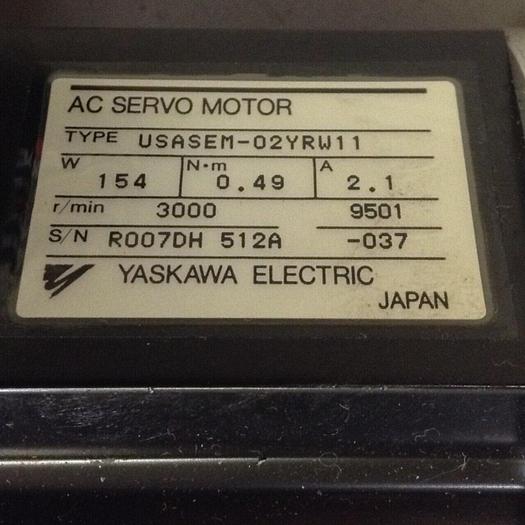 AC SERVO MOTOR
TYPE USASEM-02YRW11
W 154 N·m 0.49 A 2.1
r/min 3000 9501
S/N R007DH 512A -037
YASKAWA ELECTRIC
JAPAN